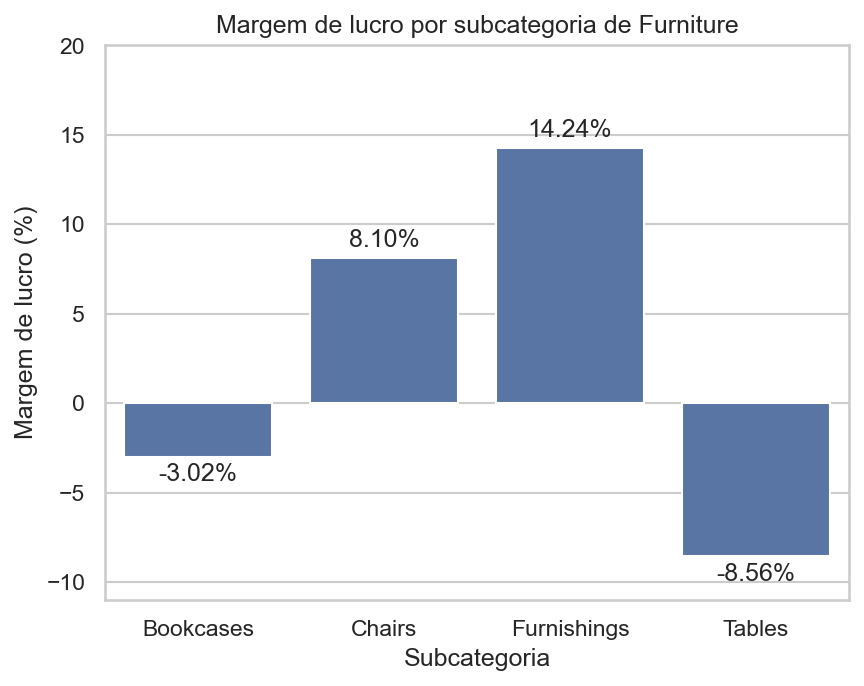 Margem de lucro por subcategoria de Furniture
Margem de lucro (%)
20
15
10
5
0
−5
−10
-3.02%
8.10%
14.24%
-8.56%
Bookcases
Chairs
Furnishings
Tables
Subcategoria